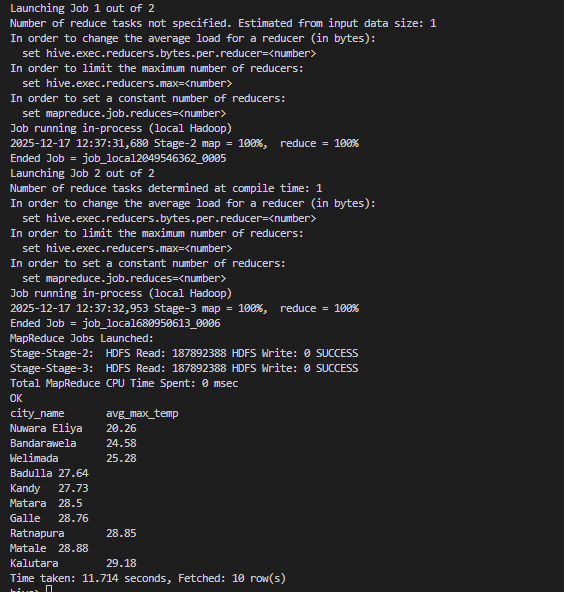 Launching Job 1 out of 2
Number of reduce tasks not specified. Estimated from input data size: 1
In order to change the average load for a reducer (in bytes):
  set hive.exec.reducers.bytes.per.reducer=<number>
In order to limit the maximum number of reducers:
  set hive.exec.reducers.max=<number>
In order to set a constant number of reducers:
  set mapreduce.job.reduces=<number>
Job running in-process (local Hadoop)
2025-12-17 12:37:31,680 Stage-2 map = 100%,  reduce = 100%
Ended Job = job_local2049546362_0005
Launching Job 2 out of 2
Number of reduce tasks determined at compile time: 1
In order to change the average load for a reducer (in bytes):
  set hive.exec.reducers.bytes.per.reducer=<number>
In order to limit the maximum number of reducers:
  set hive.exec.reducers.max=<number>
In order to set a constant number of reducers:
  set mapreduce.job.reduces=<number>
Job running in-process (local Hadoop)
2025-12-17 12:37:32,953 Stage-3 map = 100%,  reduce = 100%
Ended Job = job_local680950613_0006
MapReduce Jobs Launched:
Stage-Stage-2:  HDFS Read: 187892388 HDFS Write: 0 SUCCESS
Stage-Stage-3:  HDFS Read: 187892388 HDFS Write: 0 SUCCESS
Total MapReduce CPU Time Spent: 0 msec
OK
city_name       avg_max_temp
Nuwara Eliya    20.26
Bandarawela     24.58
Welimada        25.28
Badulla 27.64
Kandy   27.73
Matara  28.5
Galle   28.76
Ratnapura       28.85
Matale  28.88
Kalutara        29.18
Time taken: 11.714 seconds, Fetched: 10 row(s)
hive>